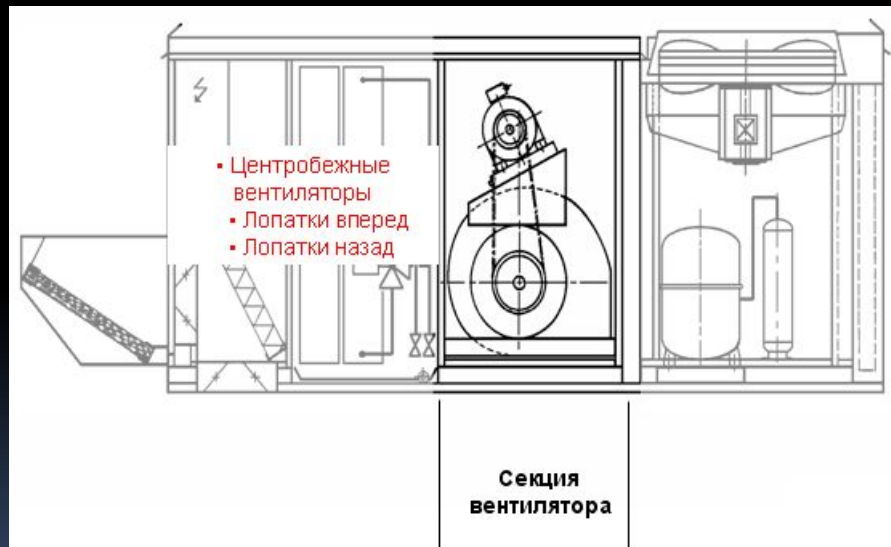 ▪ Центробежные
вентиляторы
▪ Лопатки вперед
▪ Лопатки назад
Секция
вентилятора